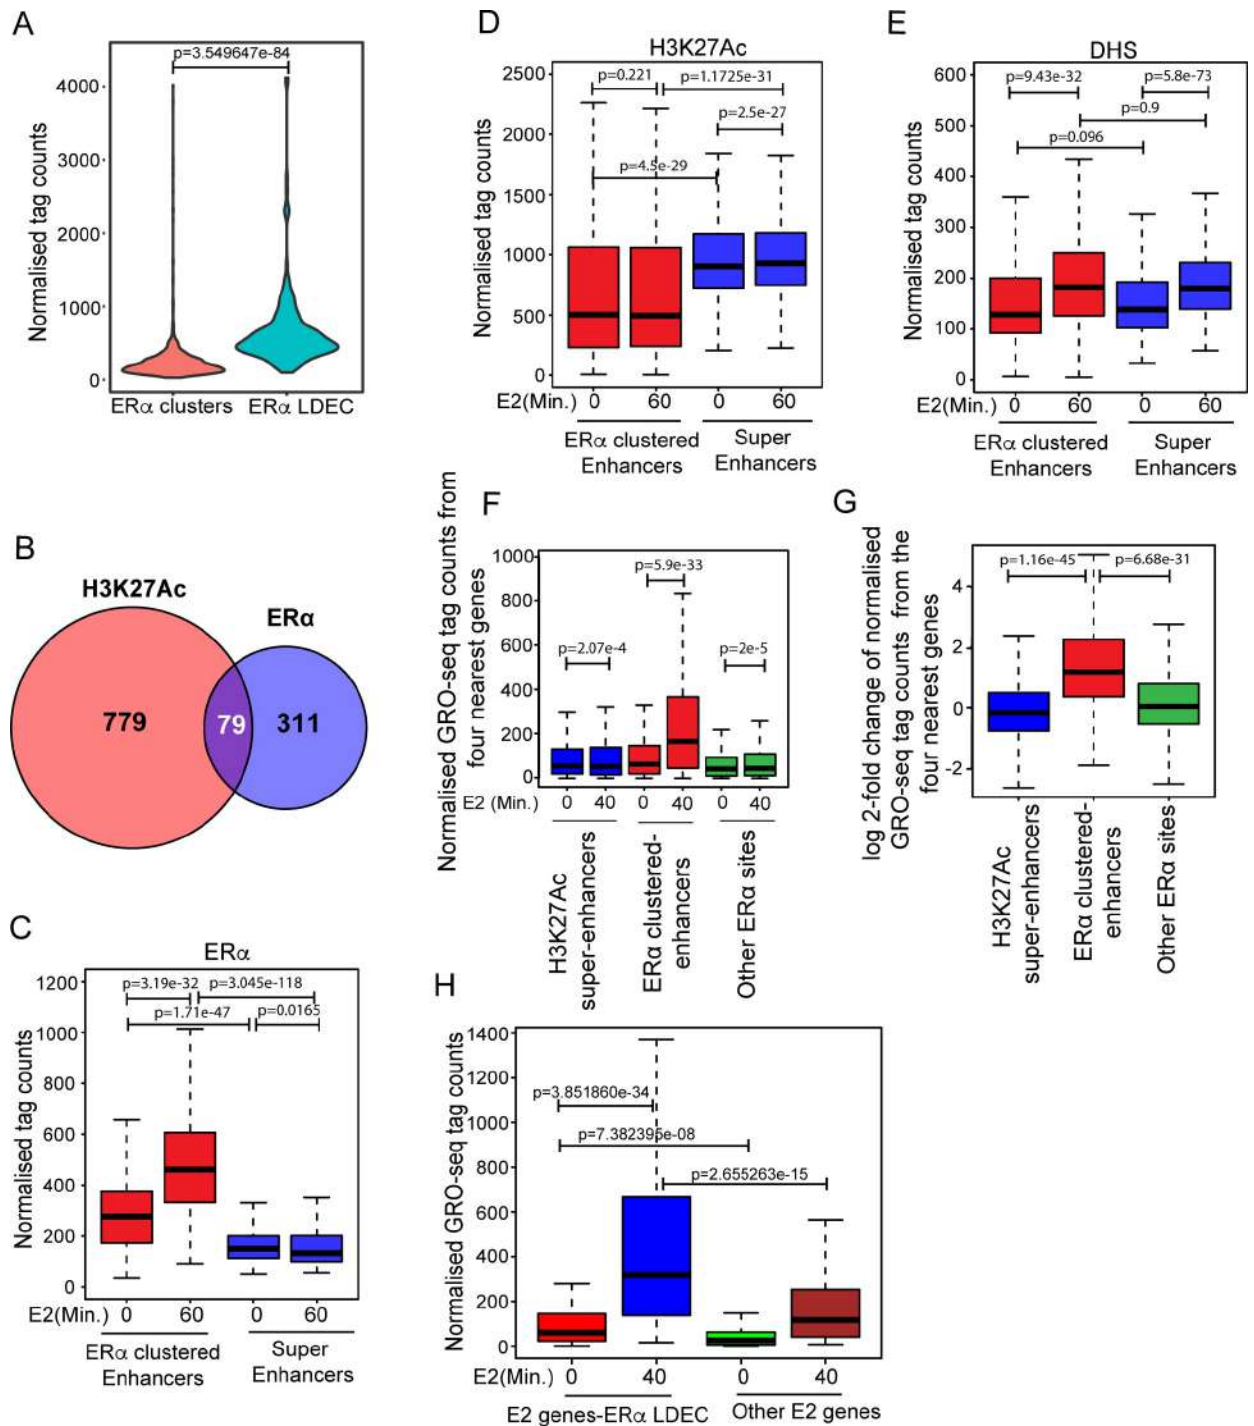 A
p=3.549647e-84
Normalised tag counts
4000
3000
2000
1000
0
ERα clusters
ERα LDEC
B
H3K27Ac
ERα
779
79
311
C
ERα
Normalised tag counts
1200
1000
800
600
400
200
0
p=3.19e-32
p=3.045e-118
p=1.71e-47
p=0.0165
E2(Min.)
0
60
0
60
ERα clustered
Enhancers
Super
Enhancers
D
H3K27Ac
Normalised tag counts
2500
2000
1500
1000
500
0
p=0.221
p=1.1725e-31
p=2.5e-27
p=4.5e-29
E2(Min.)
0
60
0
60
ERα clustered
Enhancers
Super
Enhancers
E
DHS
Normalised tag counts
600
500
400
300
200
100
0
p=9.43e-32
p=5.8e-73
p=0.9
p=0.096
E2(Min.)
0
60
0
60
ERα clustered
Enhancers
Super
Enhancers
F
Normalised GRO-seq tag counts from
four nearest genes
1000
800
600
400
200
0
p=5.9e-33
p=2.07e-4
p=2e-5
E2 (Min.)
0
40
0
40
0
40
H3K27Ac
super-enhancers
ERα clustered-
enhancers
Other ERα sites
G
log 2-fold change of normalised
GRO-seq tag counts from the
four nearest genes
4
2
0
-2
p=1.16e-45
p=6.68e-31
H3K27Ac
super-enhancers
ERα clustered-
enhancers
Other ERα sites
H
Normalised GRO-seq tag counts
1400
1200
1000
800
600
400
200
0
p=3.851860e-34
p=7.382395e-08
p=2.655263e-15
E2(Min.)
0
40
0
40
E2 genes-ERα LDEC
Other E2 genes